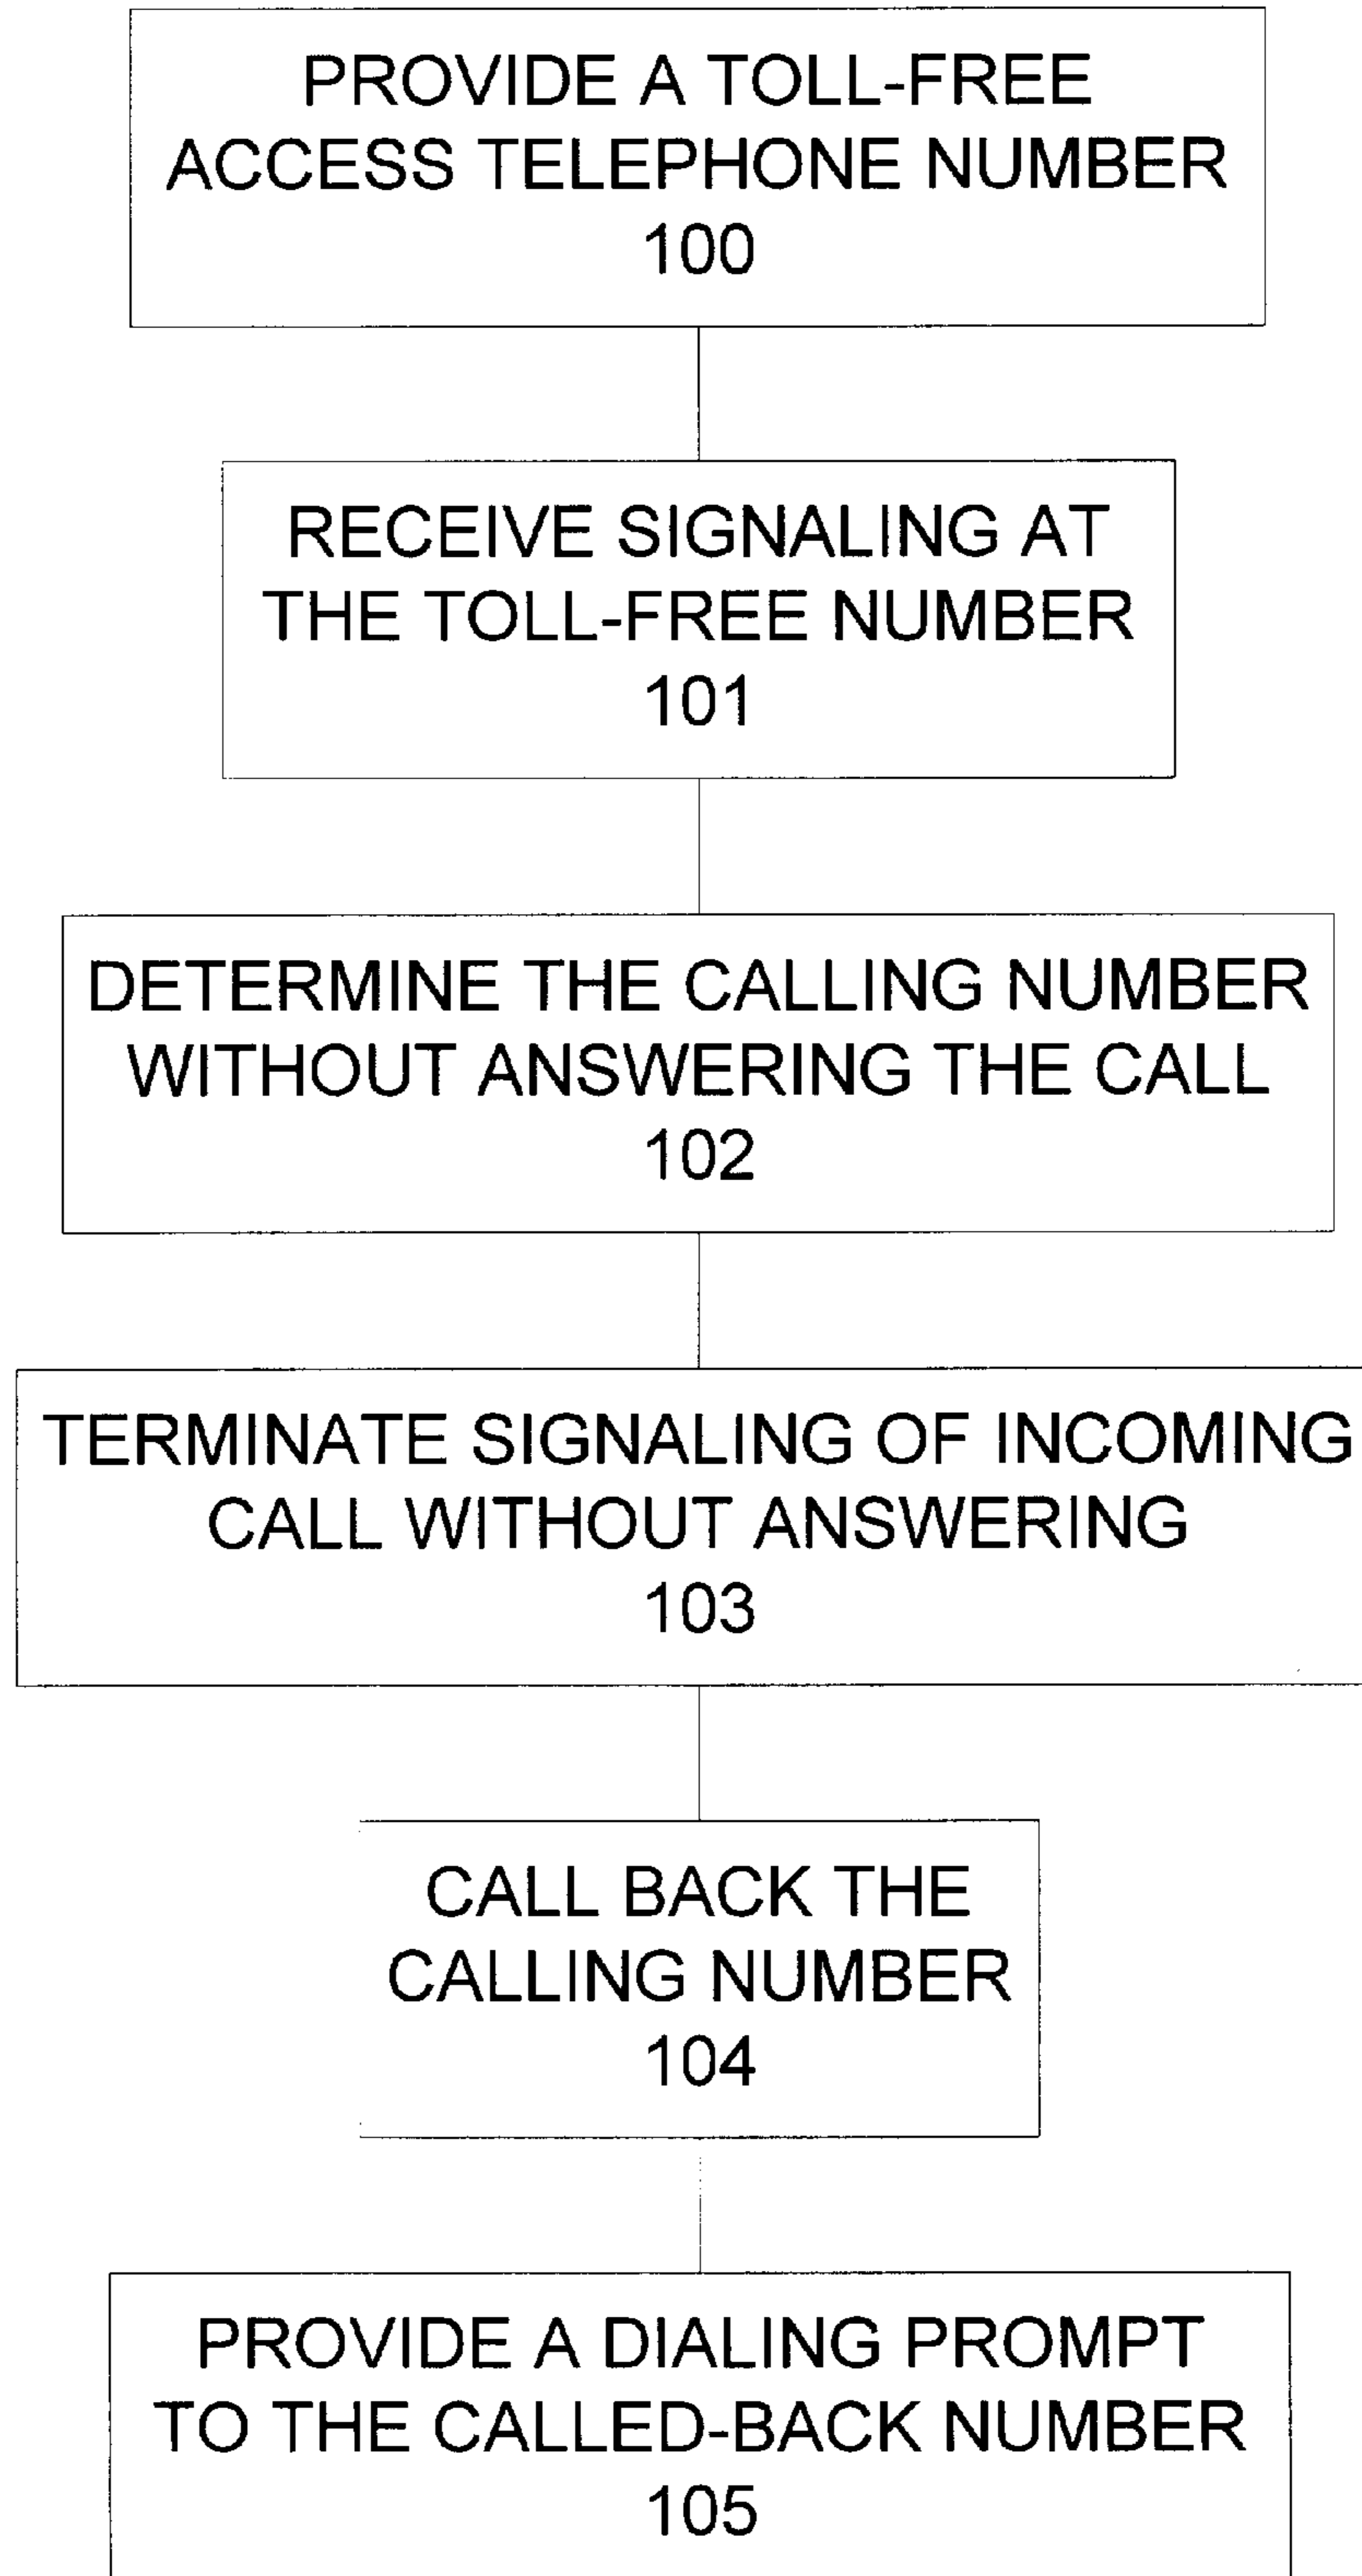 PROVIDE A TOLL-FREE
ACCESS TELEPHONE NUMBER
100
RECEIVE SIGNALING AT
THE TOLL-FREE NUMBER
101
DETERMINE THE CALLING NUMBER
WITHOUT ANSWERING THE CALL
102
TERMINATE SIGNALING OF INCOMING
CALL WITHOUT ANSWERING
103
CALL BACK THE
CALLING NUMBER
104
PROVIDE A DIALING PROMPT
TO THE CALLED-BACK NUMBER
105